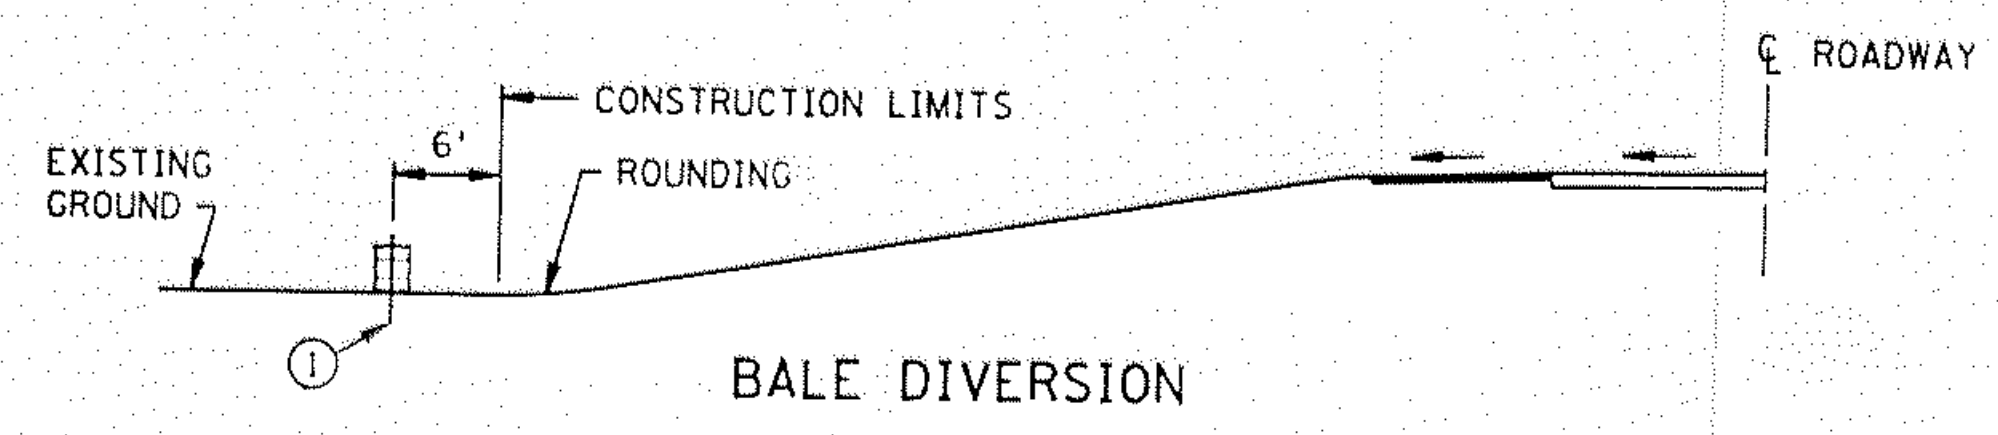 ℄ ROADWAY
CONSTRUCTION LIMITS
6'
EXISTING
GROUND
ROUNDING
1
BALE DIVERSION